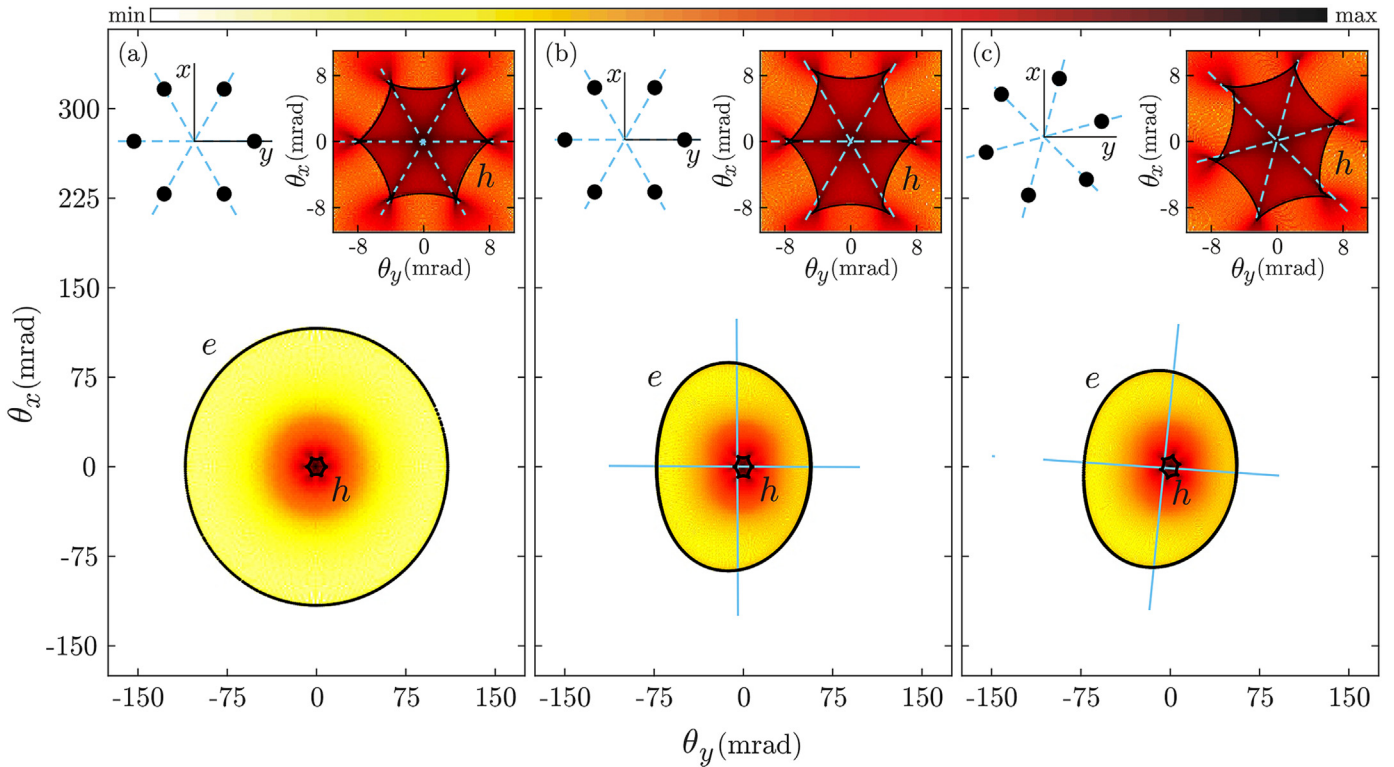 min max
(a) (b) (c)
x x x
y y y
8 8 8
0 0 0
-8 -8 -8
θx(mrad) θx(mrad) θx(mrad)
h h h
-8 0 8 -8 0 8 -8 0 8
θy(mrad) θy(mrad) θy(mrad)
300
225
150
75
0
-75
-150
θx(mrad)
e e e
h h h
-150 -75 0 75 150 -150 -75 0 75 150 -150 -75 0 75 150
θy(mrad)